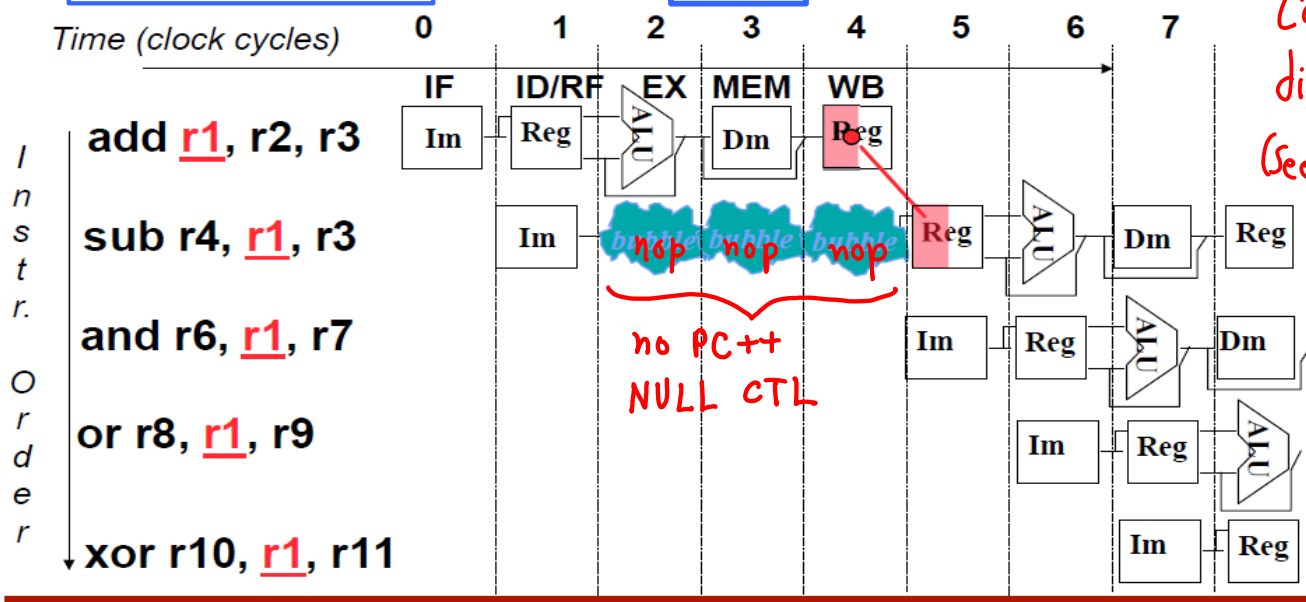 Time (clock cycles) 0 1 2 3 4 5 6 7
IF ID/RF EX MEM WB
add r1, r2, r3 Im Reg ALU Dm Reg
sub r4, r1, r3 Im bubble nop bubble nop bubble nop Reg ALU Dm Reg
no PC++
NULL CTL
and r6, r1, r7 Im Reg ALU Dm
or r8, r1, r9 Im Reg ALU
xor r10, r1, r11 Im Reg
Instr. Order